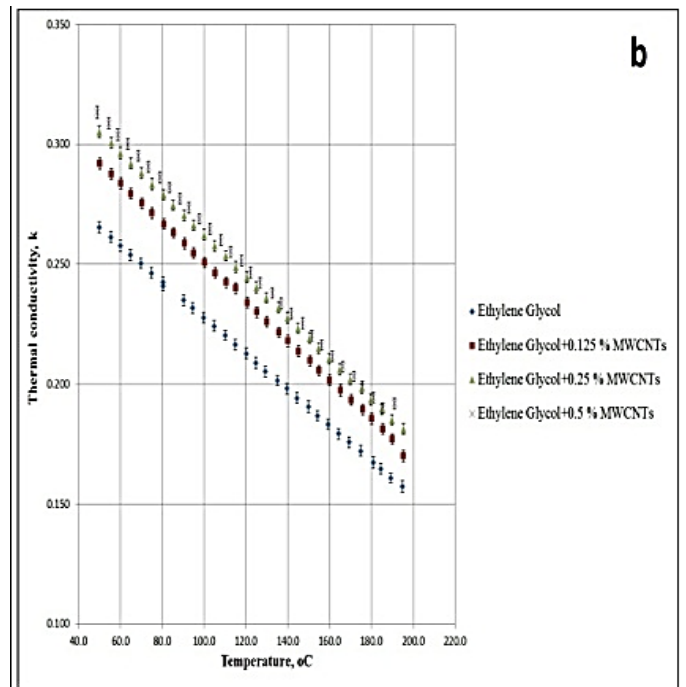 b
0.350
0.300
0.250
0.200
0.150
0.100
40.0 60.0 80.0 100.0 120.0 140.0 160.0 180.0 200.0 220.0
Thermal conductivity, k
Temperature, oC
Ethylene Glycol
Ethylene Glycol+0.125 % MWCNTs
Ethylene Glycol+0.25 % MWCNTs
Ethylene Glycol+0.5 % MWCNTs